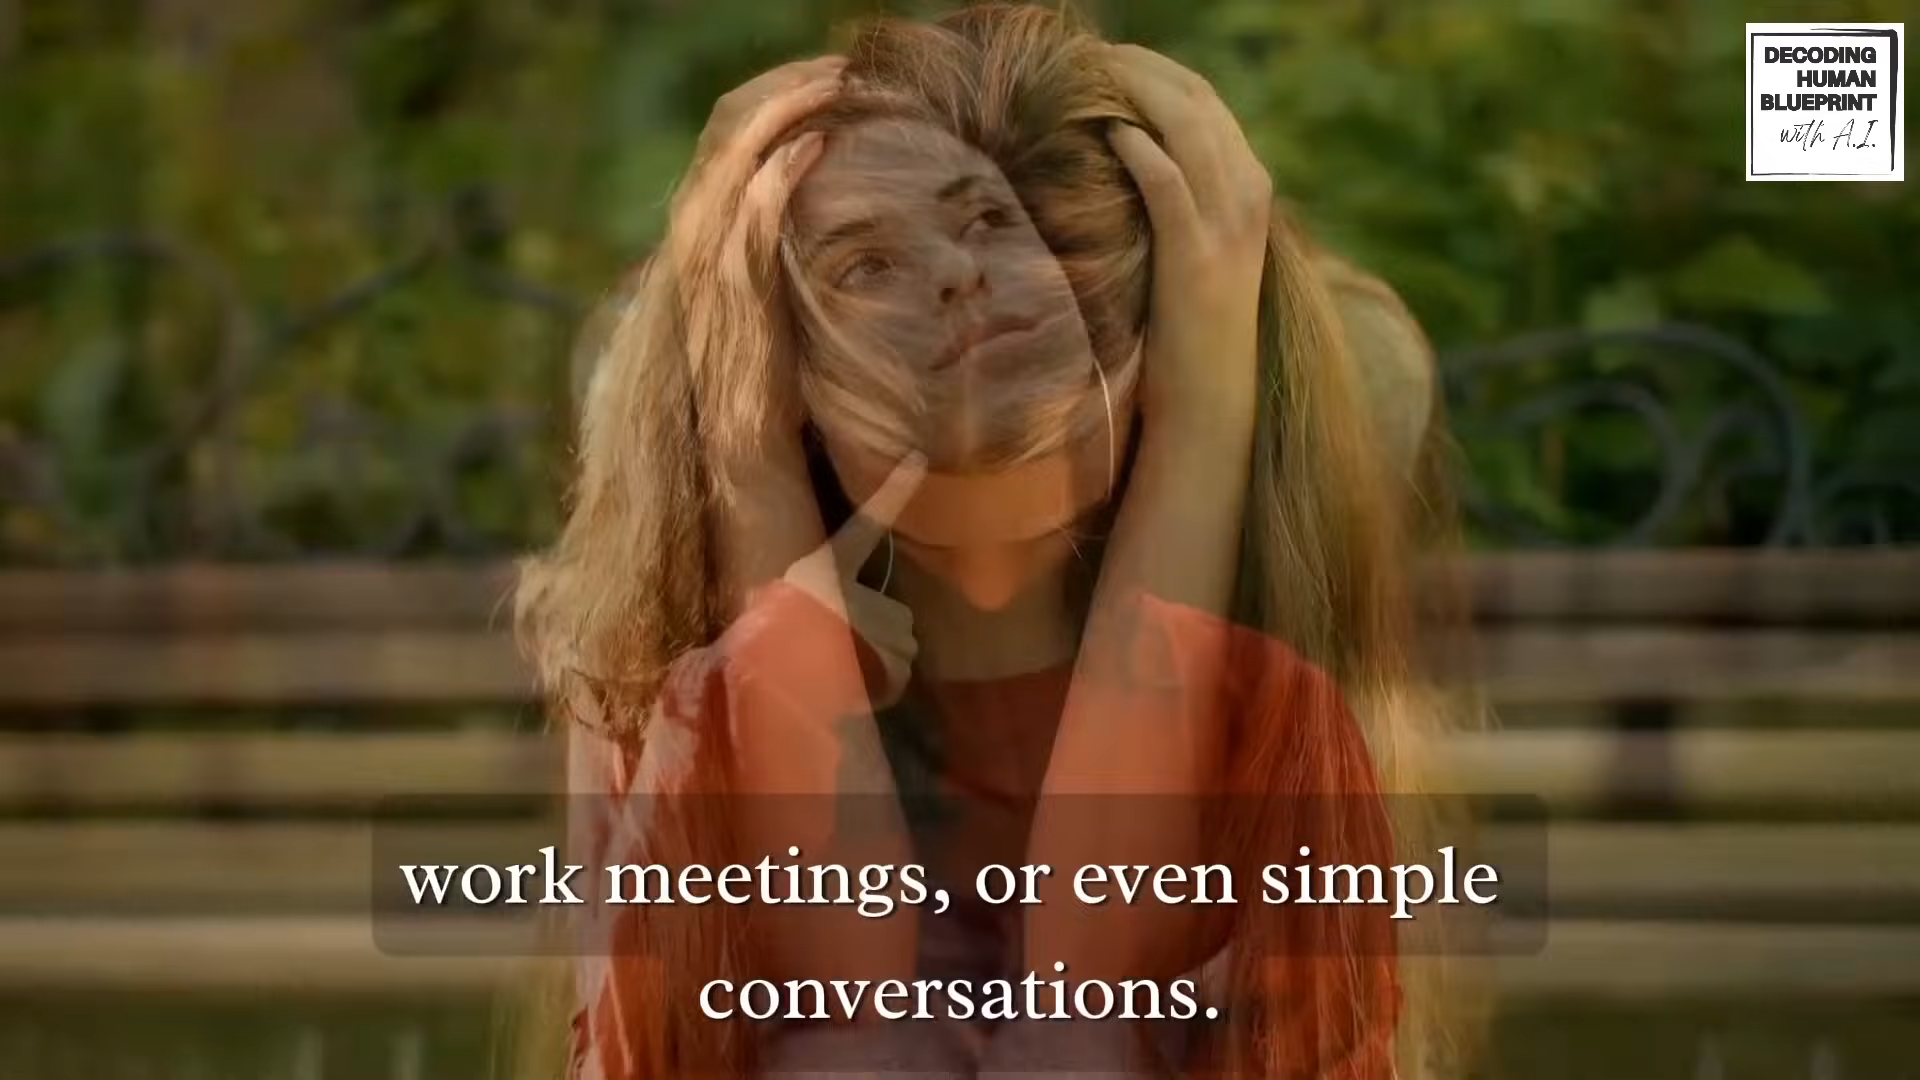 DECODING
HUMAN
BLUEPRINT
with A.I.
work meetings, or even simple
conversations.